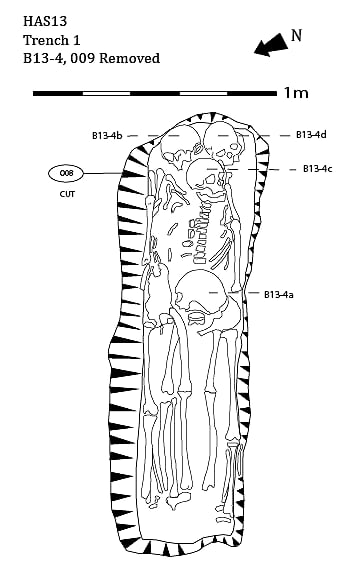 HAS13
Trench 1
B13-4, 009 Removed
N
1m
B13-4b
B13-4d
B13-4c
008
CUT
B13-4a